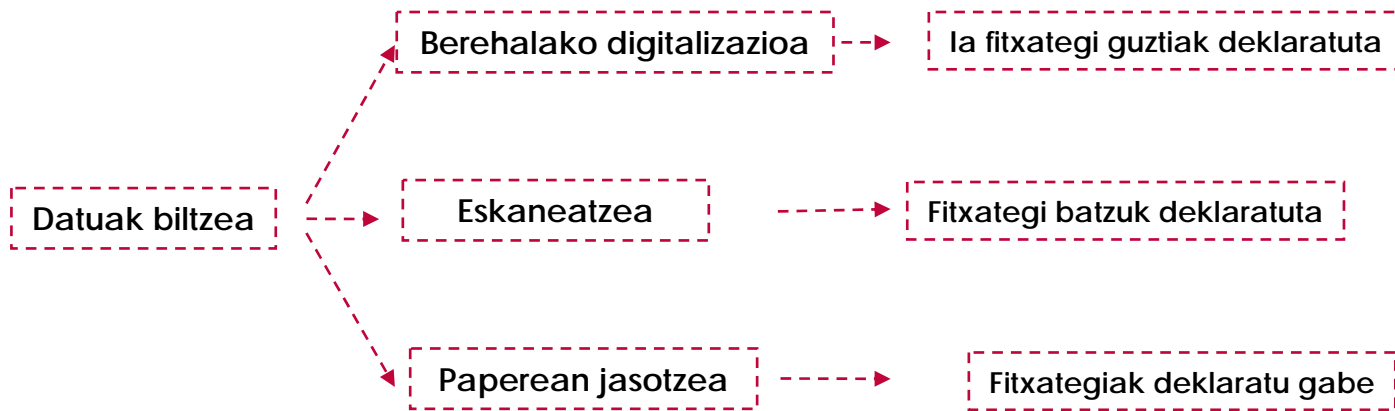 Berehalako digitalizazioa
Ia fitxategi guztiak deklaratuta
Datuak biltzea
Eskaneatzea
Fitxategi batzuk deklaratuta
Paperean jasotzea
Fitxategiak deklaratu gabe